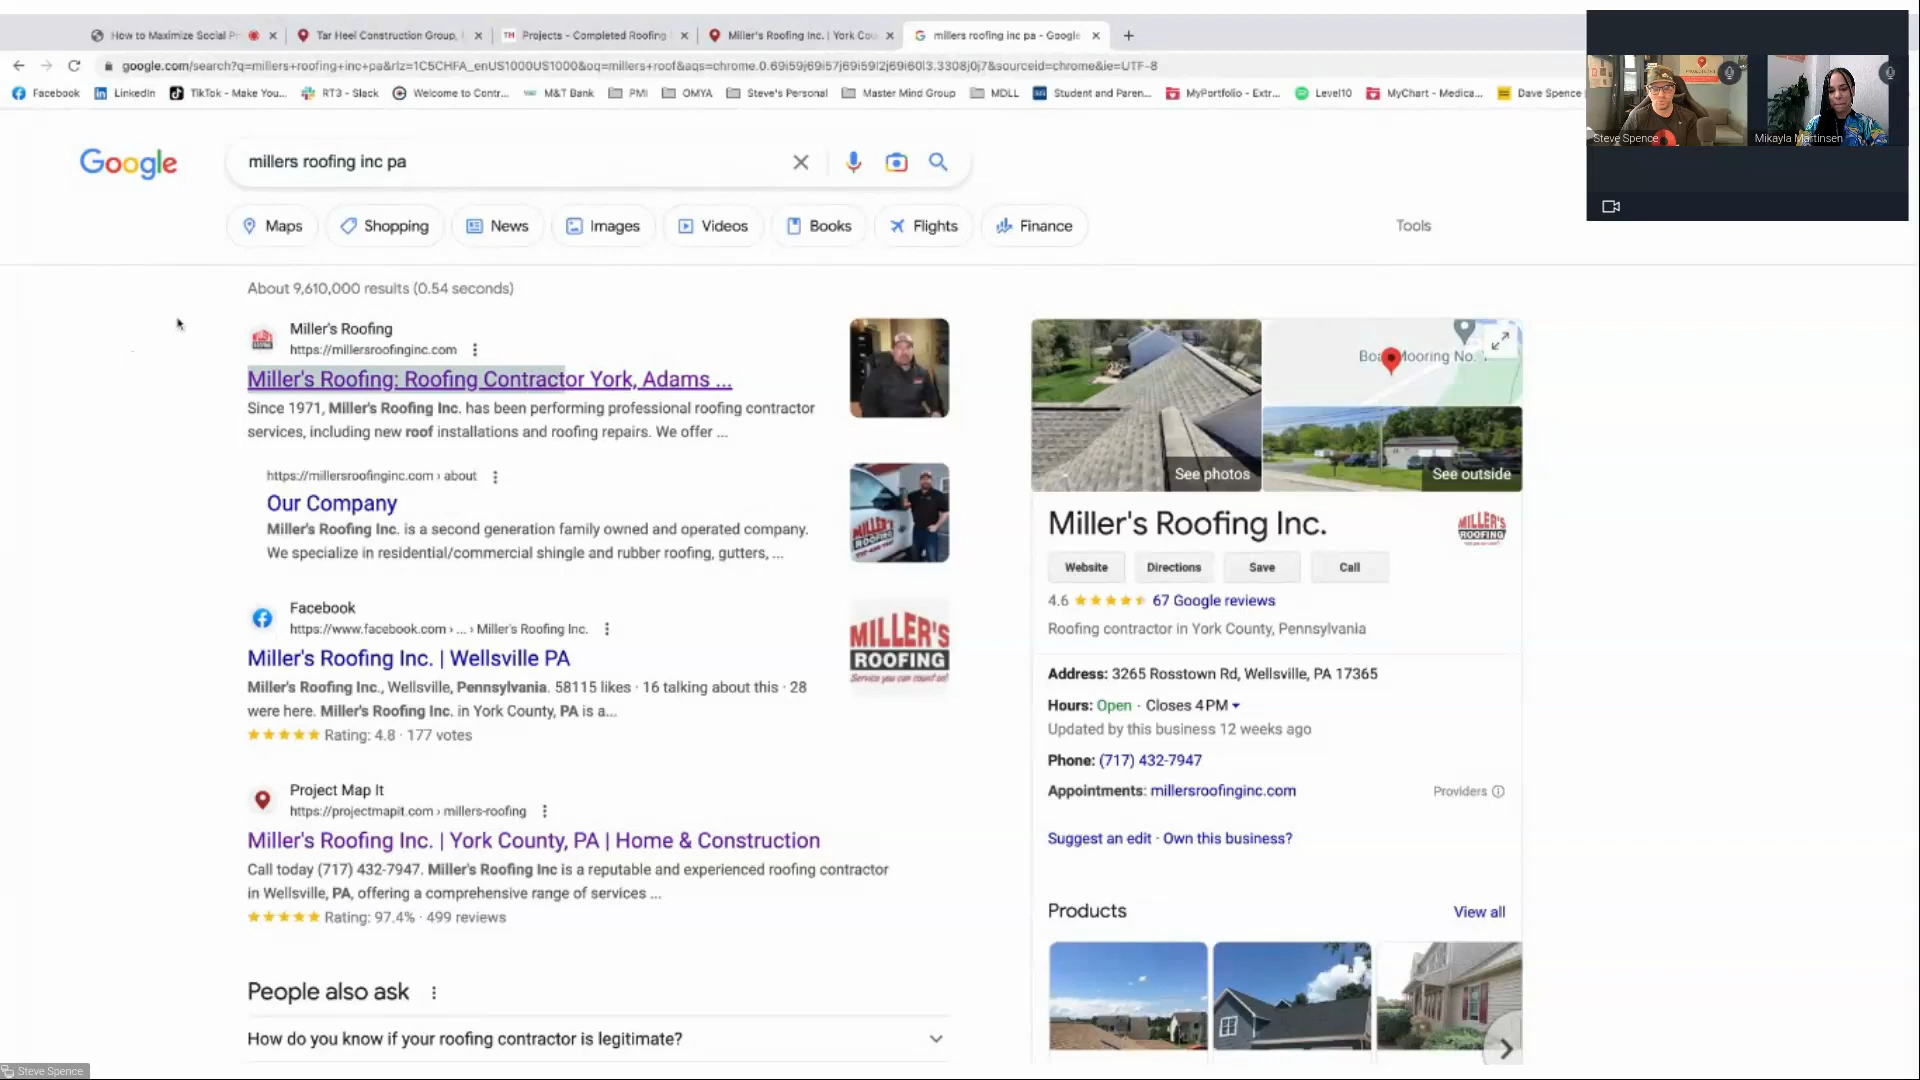 How to Maximize Social Pr
Tar Heel Construction Group,
TH Projects - Completed Roofing
Miller's Roofing Inc. | York Cou
millers roofing inc pa - Google
google.com/search?q=millers+roofing+inc+pa&rlz=1C5CHFA_enUS1000US1000&oq=millers+roof&aqs=chrome.0.69i59j69i57j69i59l2j69i60l3.3308j0j7&sourceid=chrome&ie=UTF-8
Facebook LinkedIn TikTok - Make You... RT3 - Slack Welcome to Contr... M&T Bank PMI OMYA Steve's Personal Master Mind Group MDLL Student and Paren... MyPortfolio - Extr... Level10 MyChart - Medica... Dave Spence
Steve Spence
Mikayla Martinsen
Google
millers roofing inc pa
Maps Shopping News Images Videos Books Flights Finance
Tools
About 9,610,000 results (0.54 seconds)
Miller's Roofing
https://millersroofinginc.com
Miller's Roofing: Roofing Contractor York, Adams ...
Since 1971, Miller's Roofing Inc. has been performing professional roofing contractor
services, including new roof installations and roofing repairs. We offer ...
https://millersroofinginc.com › about
Our Company
Miller's Roofing Inc. is a second generation family owned and operated company.
We specialize in residential/commercial shingle and rubber roofing, gutters, ...
MILLER'S
ROOFING
Facebook
https://www.facebook.com › ... › Miller's Roofing Inc.
Miller's Roofing Inc. | Wellsville PA
Miller's Roofing Inc., Wellsville, Pennsylvania. 58115 likes · 16 talking about this · 28
were here. Miller's Roofing Inc. in York County, PA is a...
Rating: 4.8 · 177 votes
MILLER'S
ROOFING
Service you can count on!
Project Map It
https://projectmapit.com › millers-roofing
Miller's Roofing Inc. | York County, PA | Home & Construction
Call today (717) 432-7947. Miller's Roofing Inc is a reputable and experienced roofing contractor
in Wellsville, PA, offering a comprehensive range of services ...
Rating: 97.4% · 499 reviews
People also ask
How do you know if your roofing contractor is legitimate?
See photos
Mooring No.
See outside
Miller's Roofing Inc.
MILLER'S
ROOFING
Website Directions Save Call
4.6 67 Google reviews
Roofing contractor in York County, Pennsylvania
Address: 3265 Rosstown Rd, Wellsville, PA 17365
Hours: Open · Closes 4 PM
Updated by this business 12 weeks ago
Phone: (717) 432-7947
Appointments: millersroofinginc.com
Providers
Suggest an edit · Own this business?
Products
View all
Steve Spence